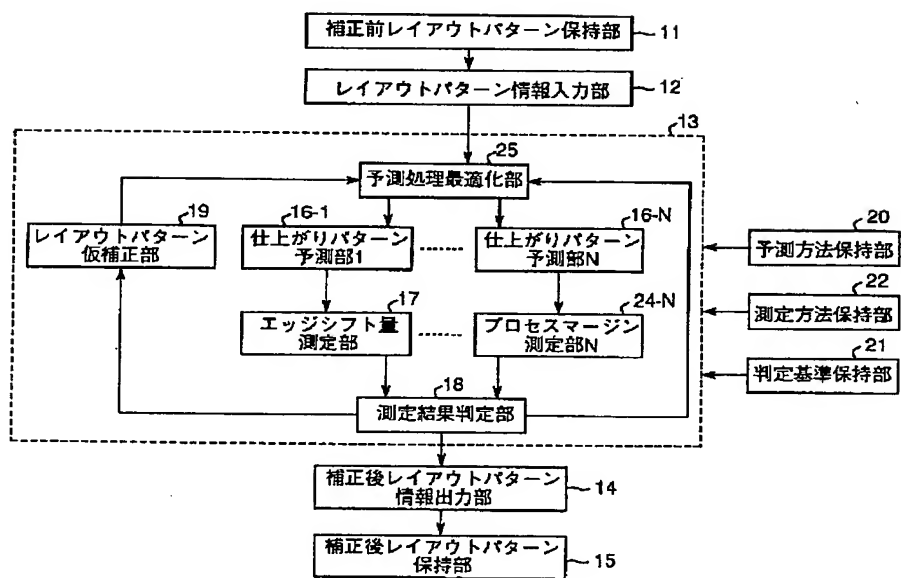 補正前レイアウトパターン保持部
11
レイアウトパターン情報入力部
12
13
25
予測処理最適化部
19
レイアウトパターン
仮補正部
16-1
仕上がりパターン
予測部1
16-N
仕上がりパターン
予測部N
20
予測方法保持部
17
エッジシフト量
測定部
24-N
プロセスマージン
測定部N
22
測定方法保持部
21
判定基準保持部
18
測定結果判定部
補正後レイアウトパターン
情報出力部
14
補正後レイアウトパターン
保持部
15